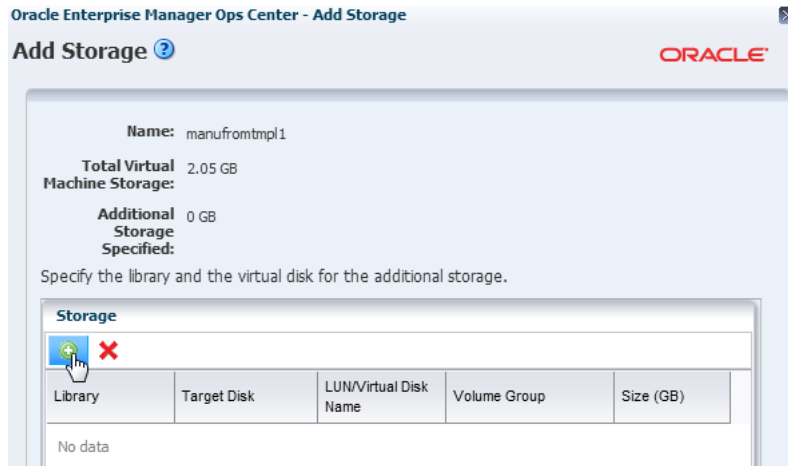 Oracle Enterprise Manager Ops Center - Add Storage
Add Storage ?
ORACLE
Name: manufromtmpl1
Total Virtual Machine Storage: 2.05 GB
Additional Storage Specified: 0 GB
Specify the library and the virtual disk for the additional storage.
Storage
Library
Target Disk
LUN/Virtual Disk Name
Volume Group
Size (GB)
No data